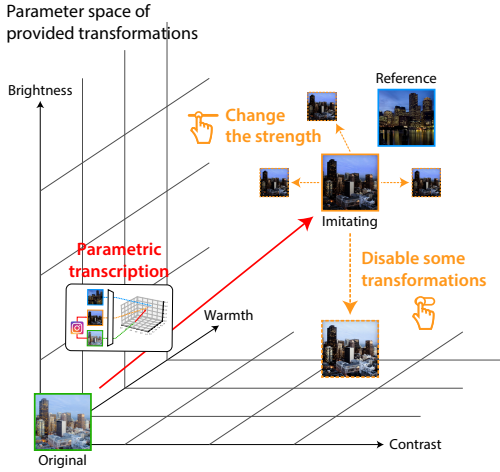 Parameter space of
provided transformations
Brightness
Reference
Change
the strength
Imitating
Parametric
transcription
Disable some
transformations
Warmth
Original
Contrast